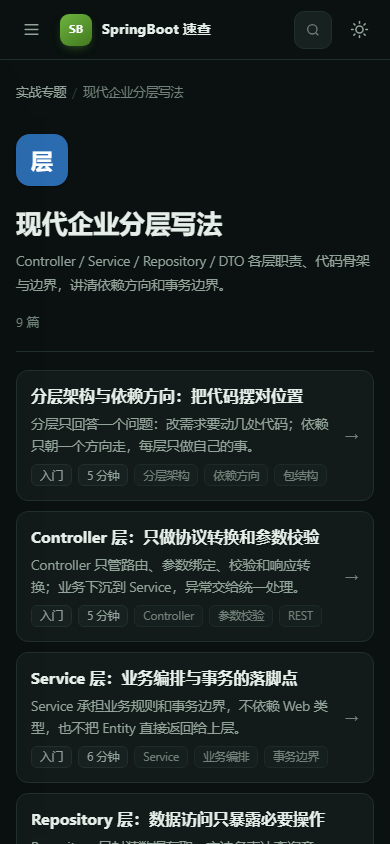 SB SpringBoot 速查
实战专题 / 现代企业分层写法
层
现代企业分层写法
Controller / Service / Repository / DTO 各层职责、代码骨架
与边界，讲清依赖方向和事务边界。
9 篇
分层架构与依赖方向：把代码摆对位置
分层只回答一个问题：改需求要动几处代码；依赖
只朝一个方向走，每层只做自己的事。
→
入门 5 分钟 分层架构 依赖方向 包结构
Controller 层：只做协议转换和参数校验
Controller 只管路由、参数绑定、校验和响应转
换；业务下沉到 Service，异常交给统一处理。
→
入门 5 分钟 Controller 参数校验 REST
Service 层：业务编排与事务的落脚点
Service 承担业务规则和事务边界，不依赖 Web 类
型，也不把 Entity 直接返回给上层。
→
入门 6 分钟 Service 业务编排 事务边界
Repository 层：数据访问只暴露必要操作